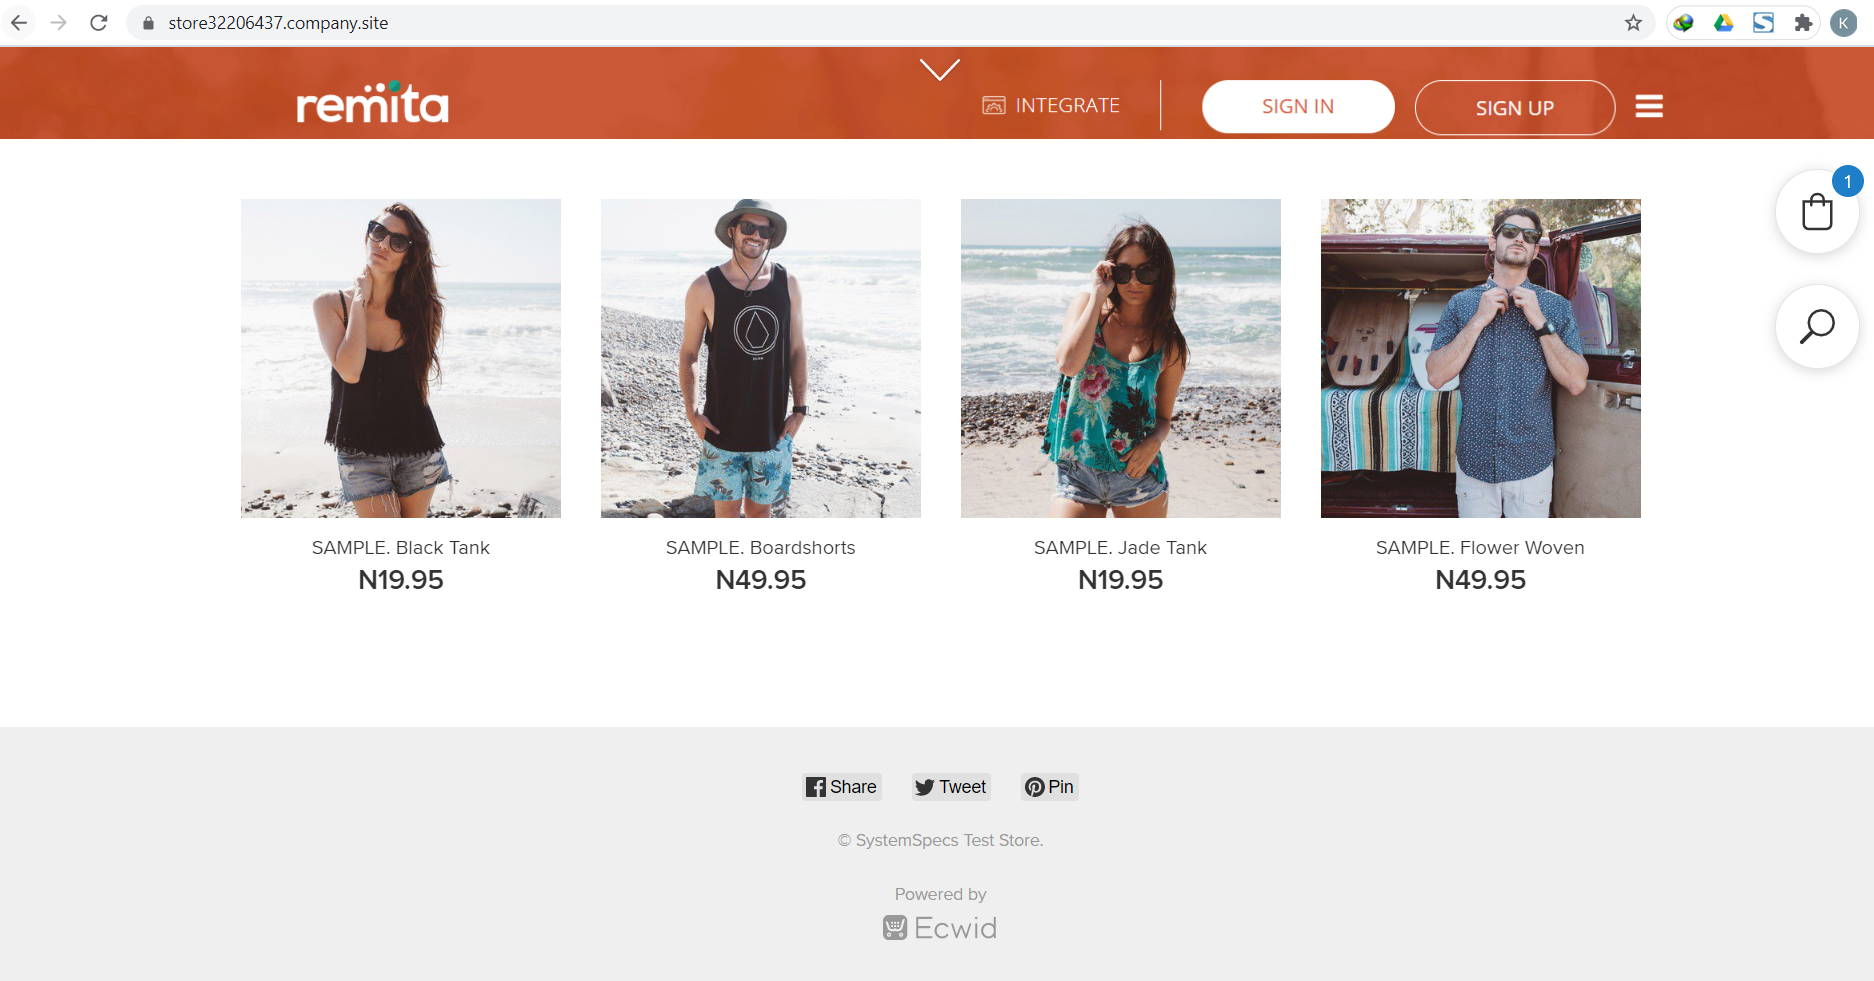 store32206437.company.site
K
remita
INTEGRATE
SIGN IN
SIGN UP
1
SAMPLE. Black Tank
N19.95
SAMPLE. Boardshorts
N49.95
SAMPLE. Jade Tank
N19.95
SAMPLE. Flower Woven
N49.95
Share
Tweet
Pin
© SystemSpecs Test Store.
Powered by
Ecwid